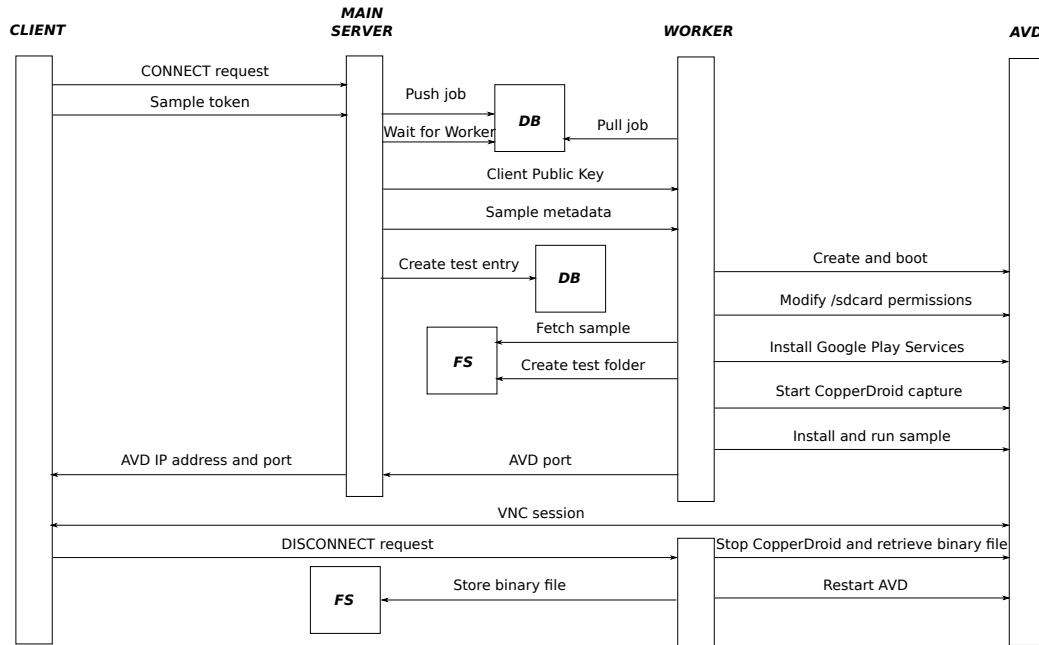 CLIENT
MAIN
SERVER
WORKER
AVD
CONNECT request
Sample token
Push job
Wait for Worker
DB
Pull job
Client Public Key
Sample metadata
Create test entry
DB
Create and boot
Modify /sdcard permissions
Fetch sample
FS
Create test folder
Install Google Play Services
Start CopperDroid capture
Install and run sample
AVD IP address and port
AVD port
VNC session
DISCONNECT request
Stop CopperDroid and retrieve binary file
FS
Store binary file
Restart AVD